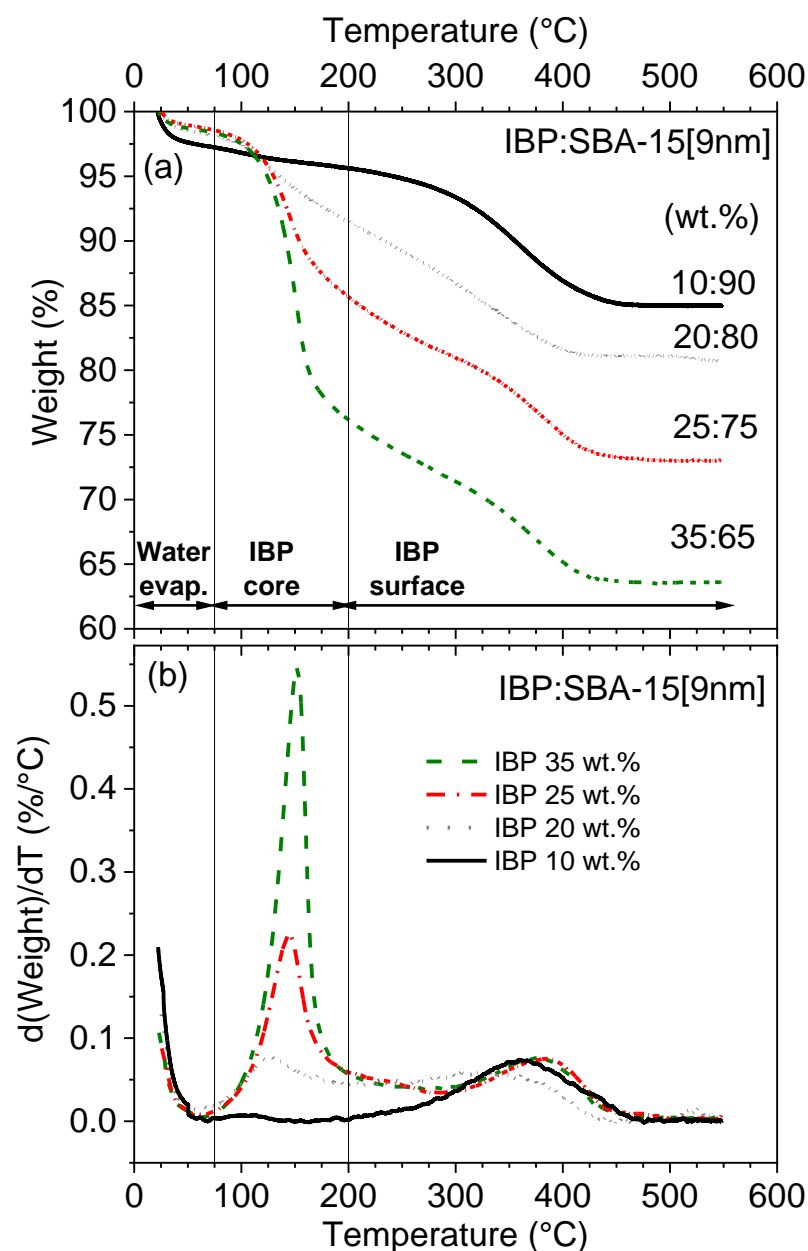 Temperature (°C)
0 100 200 300 400 500 600
100
95
90
85
80
75
70
65
60
Weight (%)
(a)
IBP:SBA-15[9nm]
(wt.%)
10:90
20:80
25:75
35:65
Water
evap.
IBP
core
IBP
surface
(b)
IBP:SBA-15[9nm]
IBP 35 wt.%
IBP 25 wt.%
IBP 20 wt.%
IBP 10 wt.%
0.5
0.4
0.3
0.2
0.1
0.0
d(Weight)/dT (%/°C)
0 100 200 300 400 500 600
Temperature (°C)